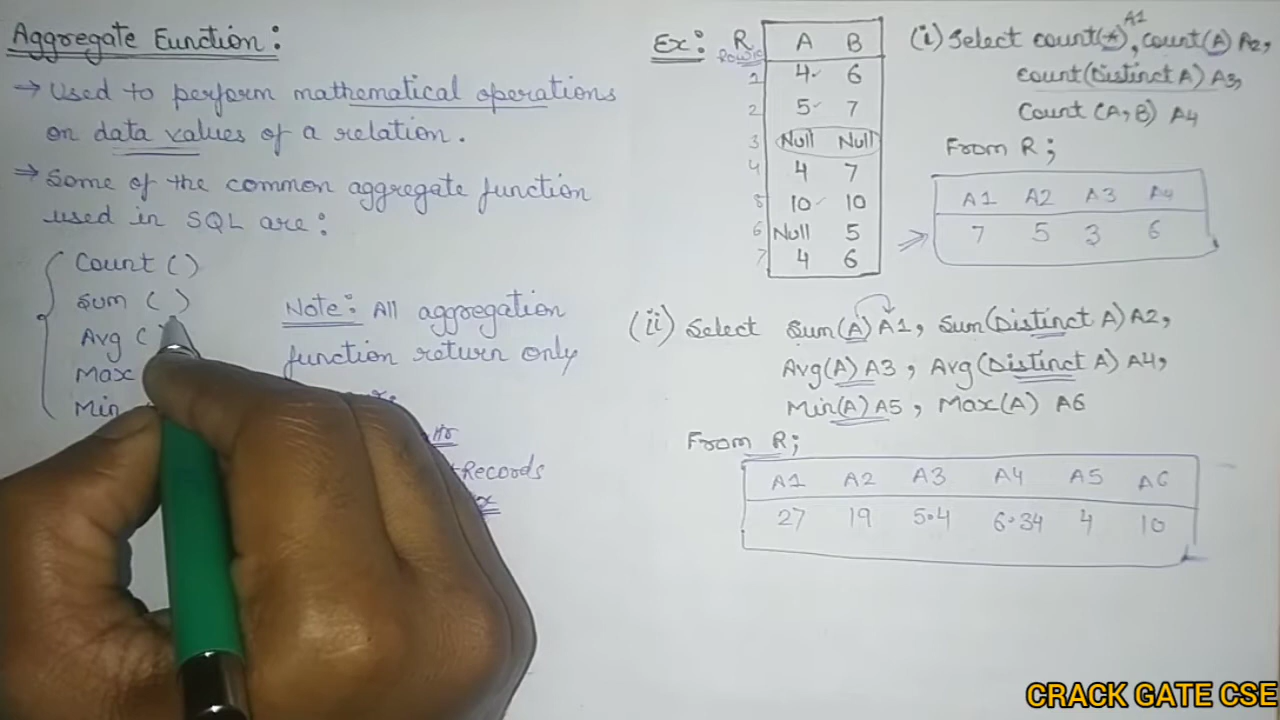 Aggregate Function:
→ Used to perform mathematical operations
on data values of a relation.
→ Some of the common aggregate function
used in SQL are:
Count ()
Sum ()
Avg (
Max
Min
Note: All aggregation
function return only
Records
Ex: R
A B
1 4 6
2 5 7
3 Null Null
4 4 7
5 10 10
6 Null 5
7 4 6
(i) Select count(*) A1, count(A) A2,
count(Distinct A) A3,
Count (A,B) A4
From R;
A1 A2 A3 A4
7 5 3 6
(ii) Select Sum(A) A1, Sum(Distinct A) A2,
Avg(A) A3, Avg(Distinct A) A4,
Min(A) A5, Max(A) A6
From R;
A1 A2 A3 A4 A5 A6
27 19 5.4 6.34 4 10
CRACK GATE CSE